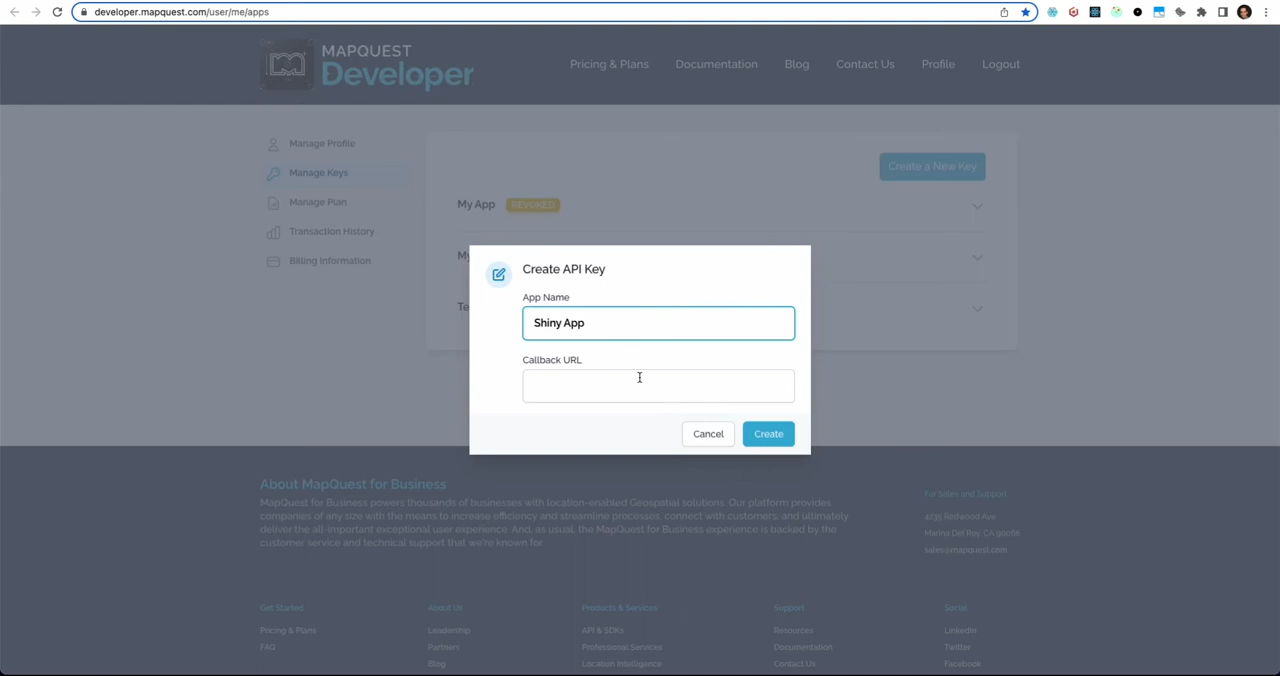 developer.mapquest.com/user/me/apps
MAPQUEST
Developer
Pricing & Plans Documentation Blog Contact Us Profile Logout
Manage Profile
Manage Keys
Manage Plan
Transaction History
Billing Information
Create a New Key
My App REVOKED
My
Te
Create API Key
App Name
Shiny App
Callback URL
Cancel Create
About MapQuest for Business
MapQuest for Business powers thousands of businesses with location-enabled Geospatial solutions. Our platform provides
companies of any size with the means to increase efficiency and streamline processes, connect with customers, and ultimately
deliver the all-important exceptional user experience. And, as usual, the MapQuest for Business experience is backed by the
customer service and technical support that we're known for.
For Sales and Support
4235 Redwood Ave
Marina Del Rey, CA 90066
sales@mapquest.com
Get Started
Pricing & Plans
FAQ
About Us
Leadership
Partners
Blog
Products & Services
API & SDKs
Professional Services
Location Intelligence
Support
Resources
Documentation
Contact Us
Social
LinkedIn
Twitter
Facebook